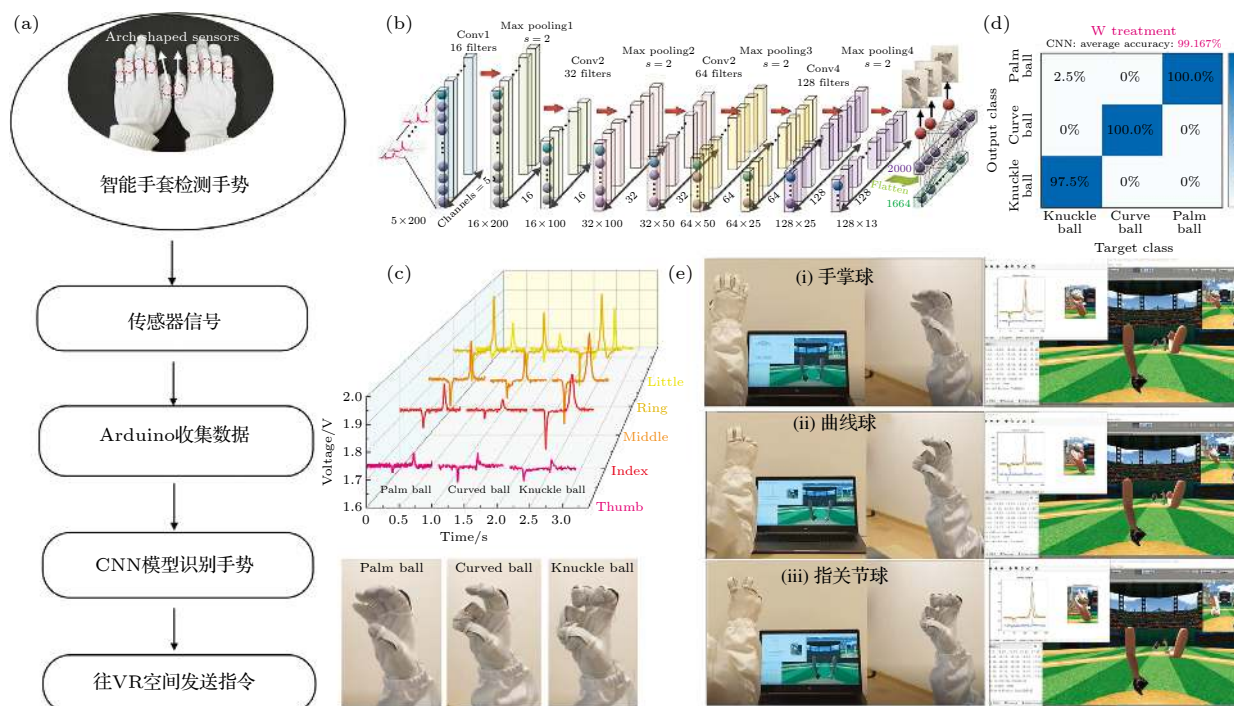 (a)
Arch-shaped sensors
智能手套检测手势
传感器信号
Arduino收集数据
CNN模型识别手势
往VR空间发送指令
(b)
Conv1
16 filters
Max pooling1
s = 2
Conv2
32 filters
Max pooling2
s = 2
Conv2
64 filters
Max pooling3
s = 2
Conv4
128 filters
Max pooling4
s = 2
Channels = 5
16
16
32
32
64
64
128
128
2000
Flatten
1664
5×200
16×200
16×100
32×100
32×50
64×50
64×25
128×25
128×13
(c)
Voltage/V
2.0
1.9
1.8
1.7
1.6
0
0.5
1.0
1.5
2.0
2.5
3.0
Time/s
Palm ball
Curved ball
Knuckle ball
Little
Ring
Middle
Index
Thumb
Palm ball
Curved ball
Knuckle ball
(d)
W treatment
CNN: average accuracy: 99.167%
Output class
Palm
ball
Curve
ball
Knuckle
ball
2.5%
0%
100.0%
0%
100.0%
0%
97.5%
0%
0%
Knuckle
ball
Curve
ball
Palm
ball
Target class
(e)
(i) 手掌球
(ii) 曲线球
(iii) 指关节球